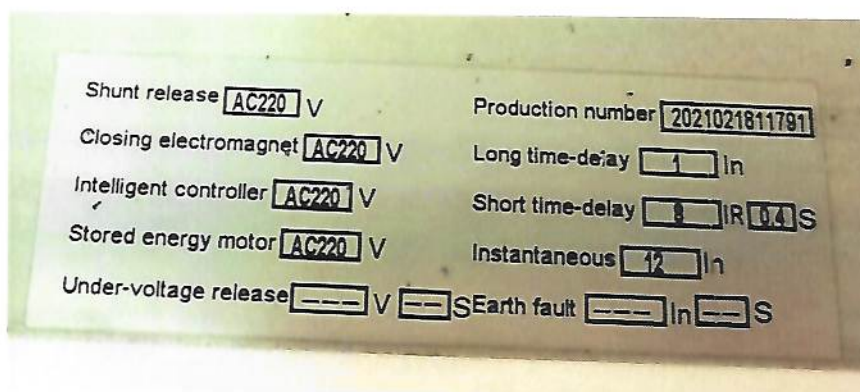 Shunt release AC220 V
Closing electromagnet AC220 V
Intelligent controller AC220 V
Stored energy motor AC220 V
Under-voltage release --- V -- S
Production number 2021021811791
Long time-delay 1 In
Short time-delay 8 IR 0.4 S
Instantaneous 12 In
Earth fault --- In -- S